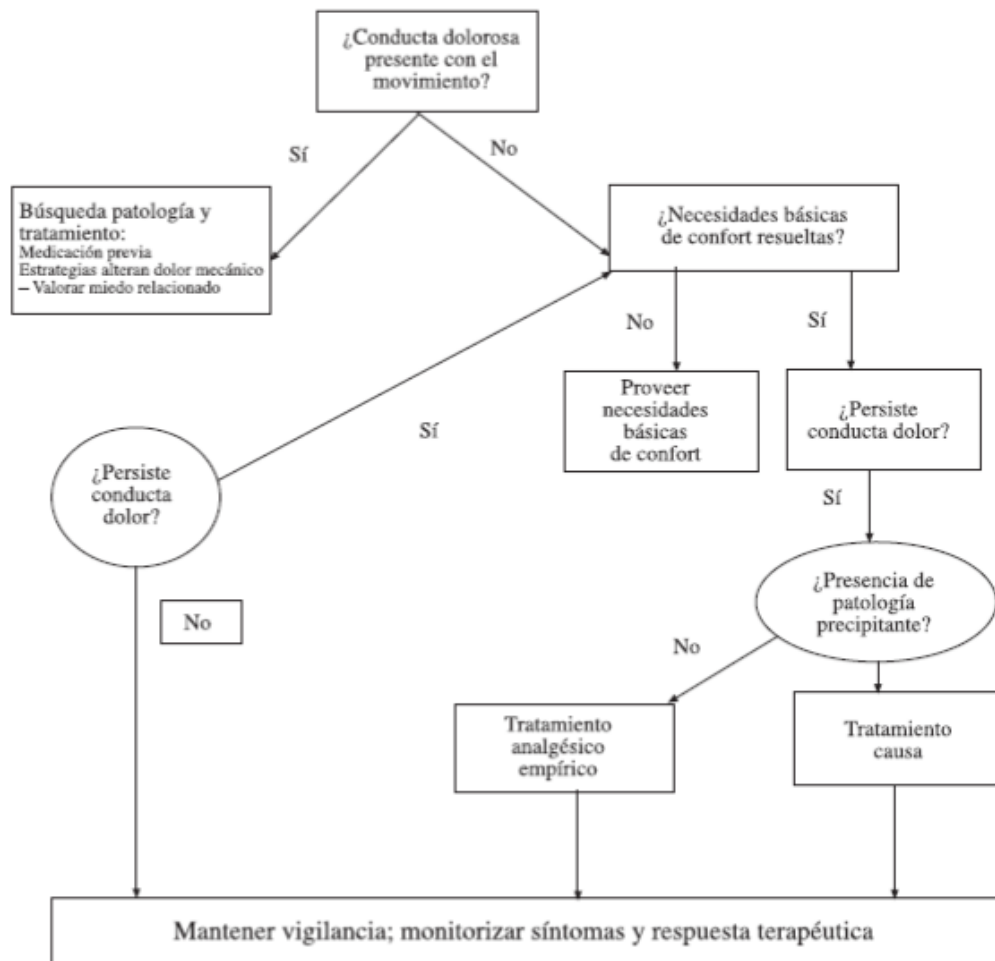 ¿Conducta dolorosa
presente con el
movimiento?
Sí
No
Búsqueda patología y
tratamiento:
Medicación previa
Estrategias alteran dolor mecánico
– Valorar miedo relacionado
¿Necesidades básicas
de confort resueltas?
No
Sí
Proveer
necesidades
básicas
de confort
¿Persiste
conducta dolor?
Sí
¿Persiste
conducta
dolor?
Sí
No
¿Presencia de
patología
precipitante?
No
Tratamiento
analgésico
empírico
Tratamiento
causa
Mantener vigilancia; monitorizar síntomas y respuesta terapéutica